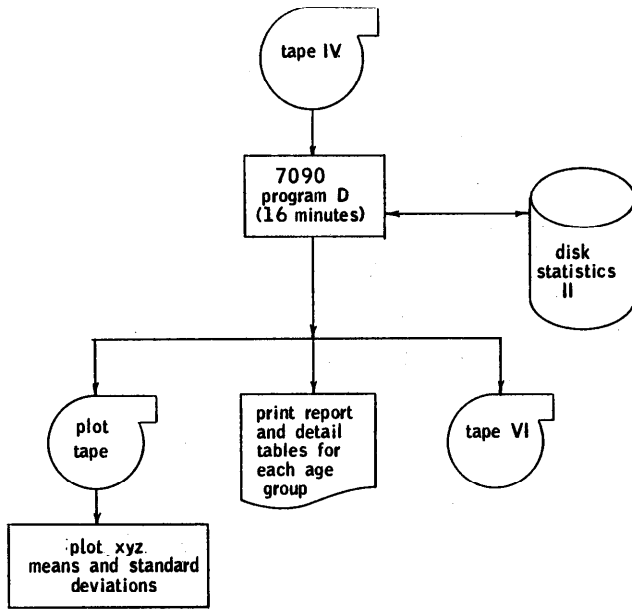 tape IV
7090
program D
(16 minutes)
disk
statistics
II
plot
tape
print report
and detail
tables for
each age
group
tape VI
plot xyz
means and standard
deviations